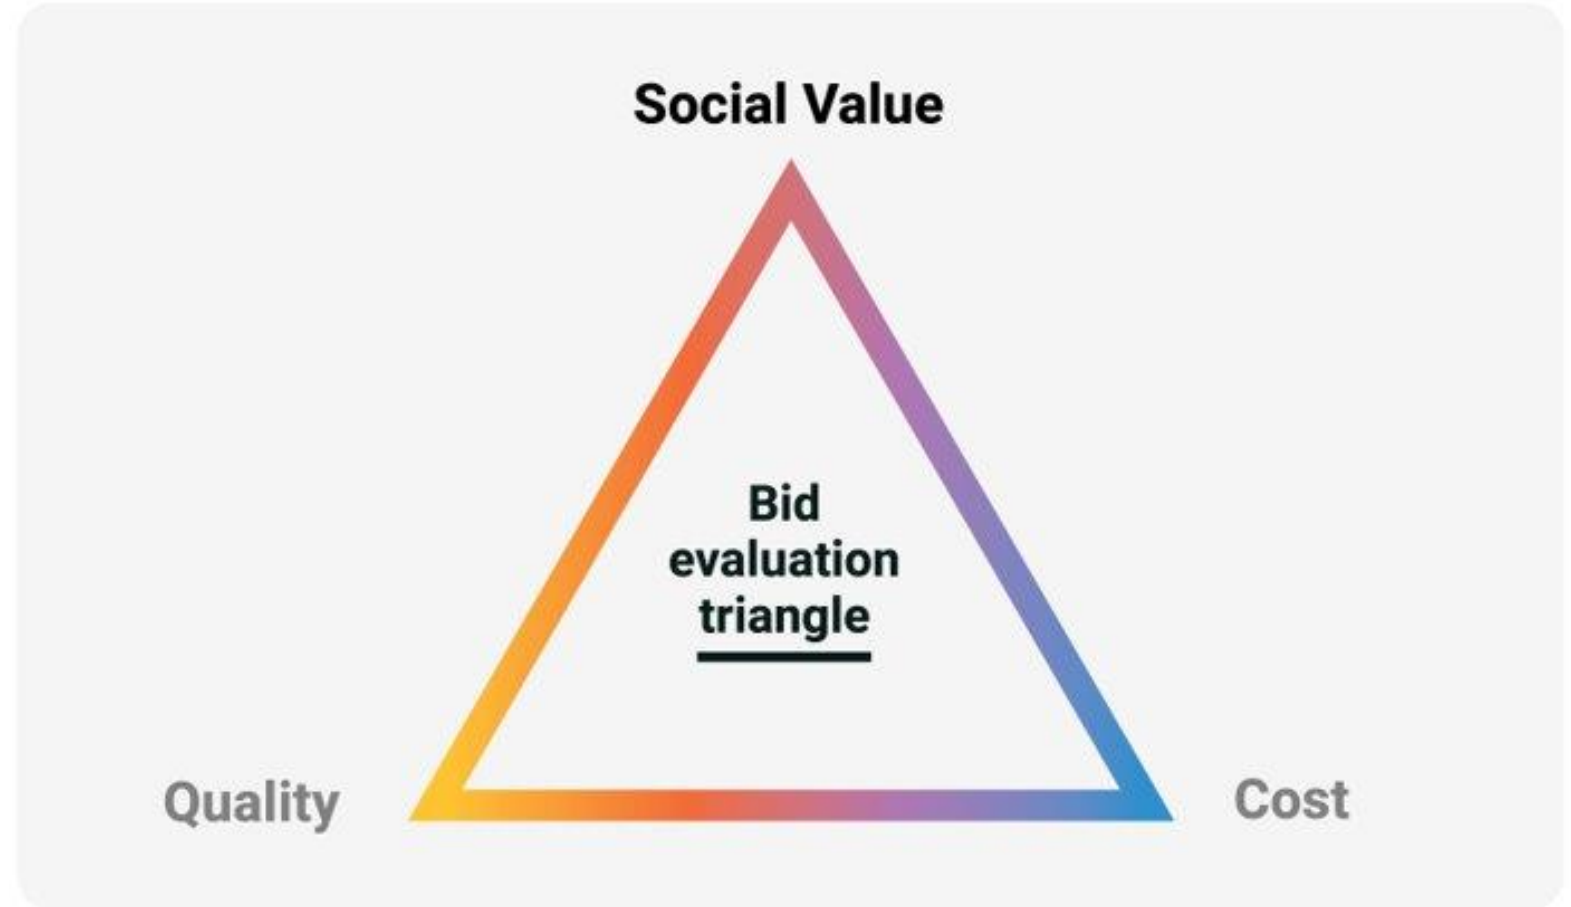 Social Value
Bid
evaluation
triangle
Quality
Cost